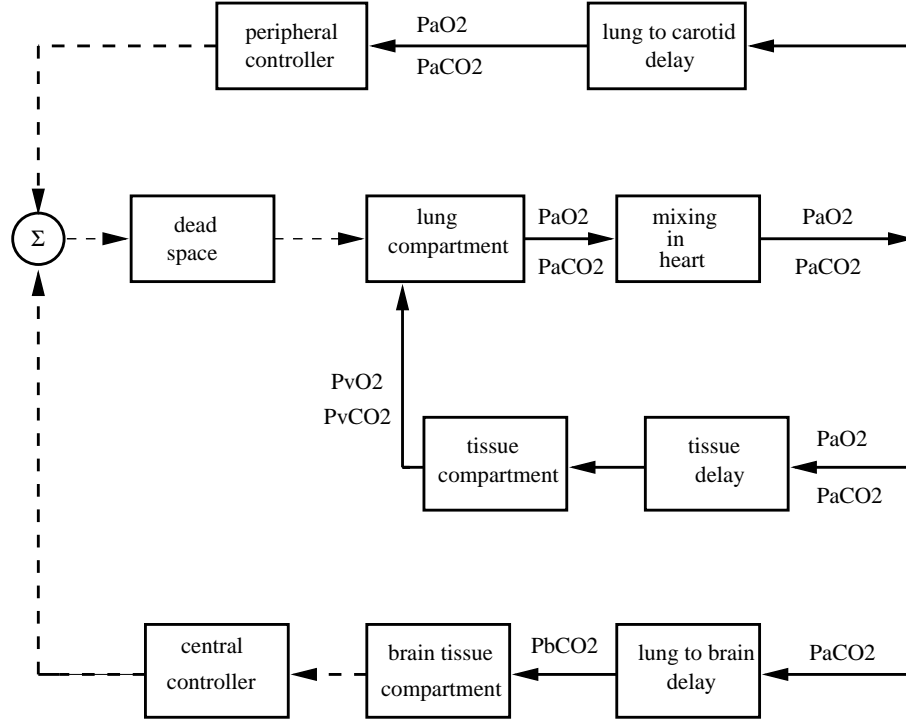 peripheral
controller
PaO2
PaCO2
lung to carotid
delay
Σ
dead
space
lung
compartment
PaO2
PaCO2
mixing
in
heart
PaO2
PaCO2
PvO2
PvCO2
tissue
compartment
tissue
delay
PaO2
PaCO2
central
controller
brain tissue
compartment
PbCO2
lung to brain
delay
PaCO2